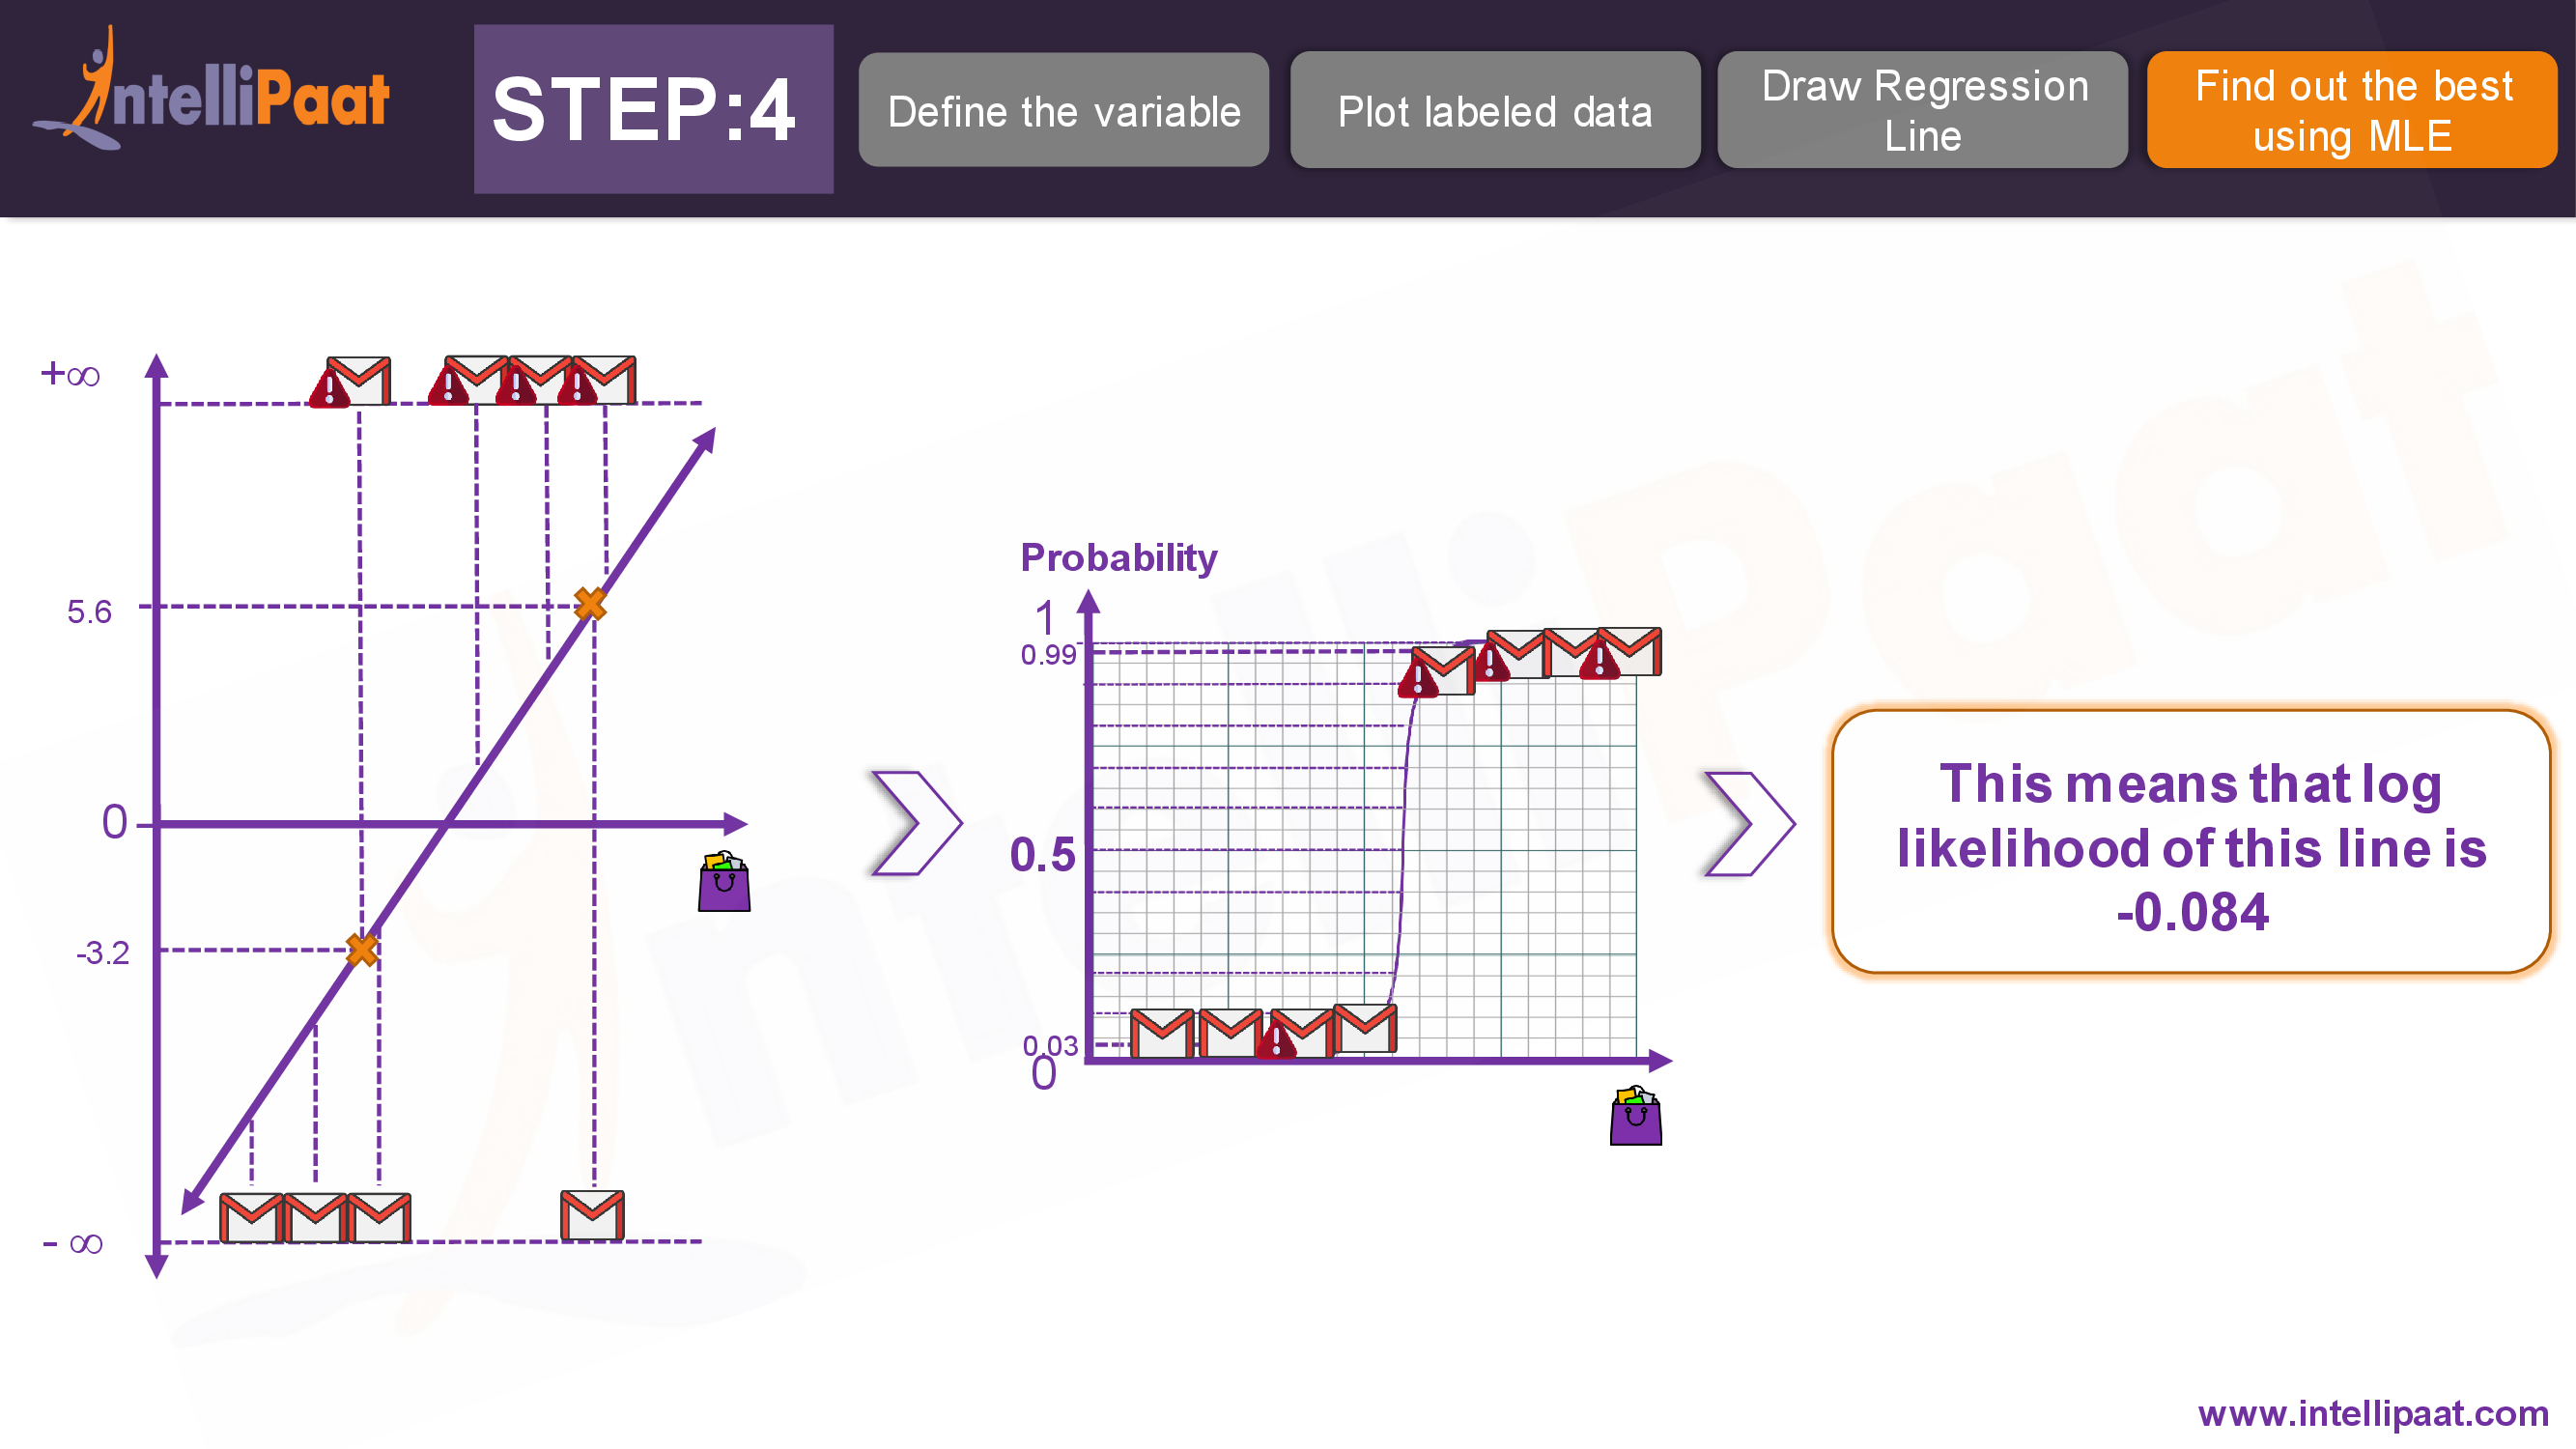 IntelliPaat
STEP:4
Define the variable
Plot labeled data
Draw Regression
Line
Find out the best
using MLE
+∞
5.6
0
-3.2
- ∞
Probability
1
0.99
0.5
0.03
0
This means that log
likelihood of this line is
-0.084
www.intellipaat.com